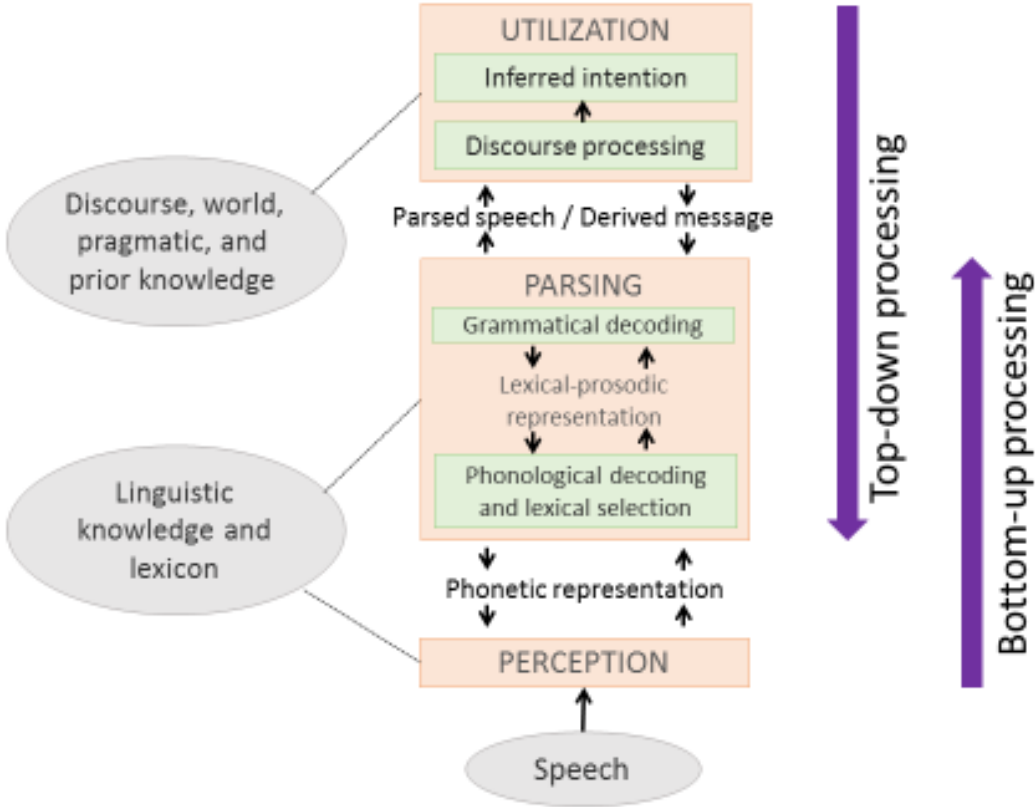 UTILIZATION
Inferred intention
Discourse processing
Parsed speech / Derived message
Discourse, world,
pragmatic, and
prior knowledge
PARSING
Grammatical decoding
Lexical-prosodic
representation
Phonological decoding
and lexical selection
Linguistic
knowledge and
lexicon
Phonetic representation
PERCEPTION
Speech
Top-down processing
Bottom-up processing